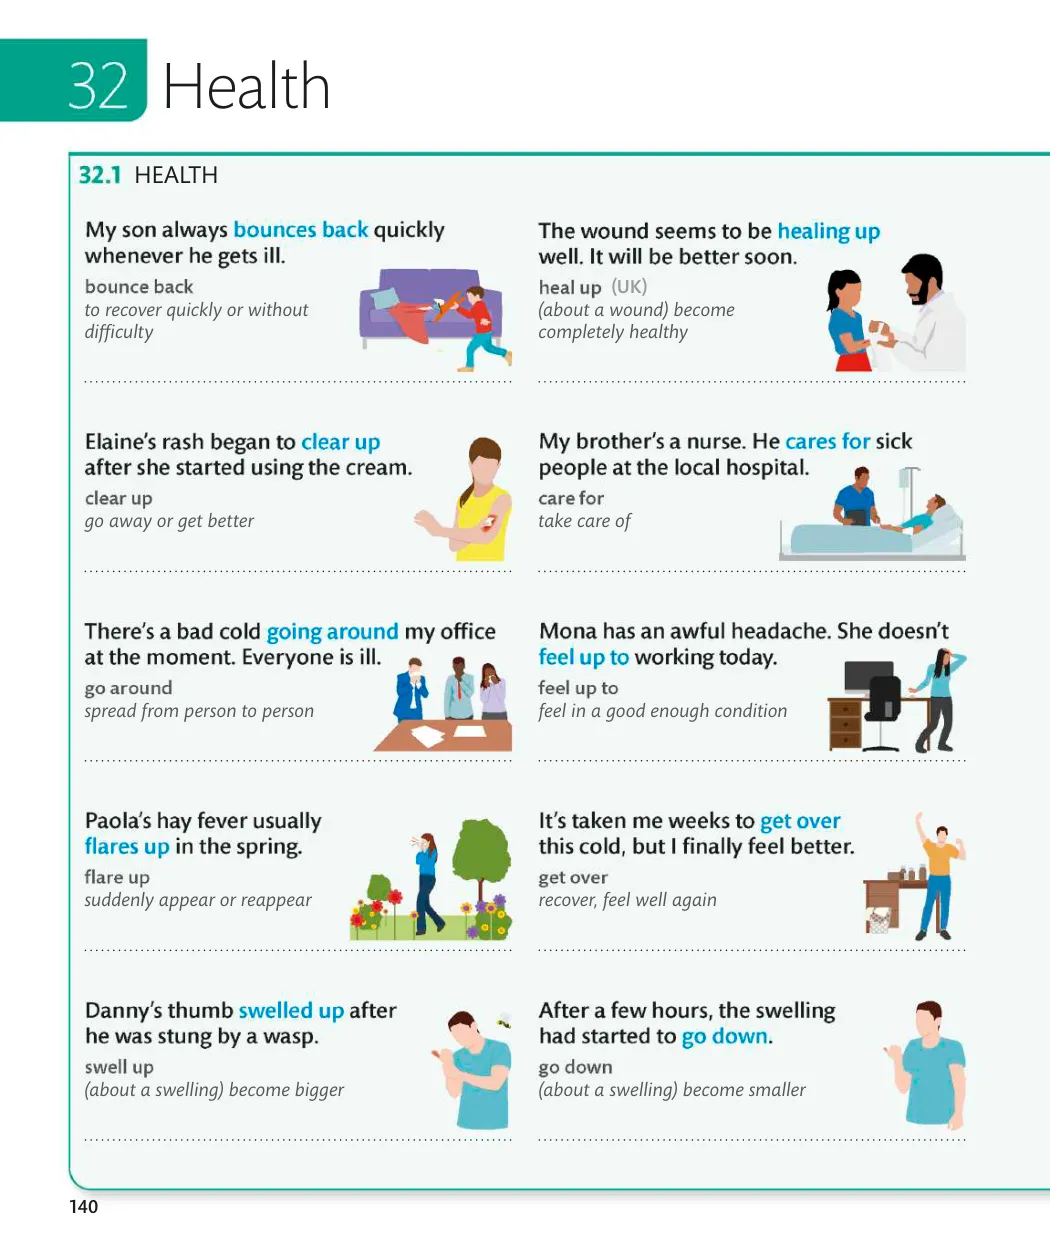 32 Health
32.1 HEALTH
My son always bounces back quickly
whenever he gets ill.
bounce back
to recover quickly or without
difficulty
The wound seems to be healing up
well. It will be better soon.
heal up (UK)
(about a wound) become
completely healthy
Elaine's rash began to clear up
after she started using the cream.
clear up
go away or get better
My brother's a nurse. He cares for sick
people at the local hospital.
care for
take care of
There's a bad cold going around my office
at the moment. Everyone is ill.
go around
spread from person to person
Mona has an awful headache. She doesn't
feel up to working today.
feel up to
feel in a good enough condition
Paola's hay fever usually
flares up in the spring.
flare up
suddenly appear or reappear
It's taken me weeks to get over
this cold, but I finally feel better.
get over
recover, feel well again
Danny's thumb swelled up after
he was stung by a wasp.
swell up
(about a swelling) become bigger
After a few hours, the swelling
had started to go down.
go down
(about a swelling) become smaller
140